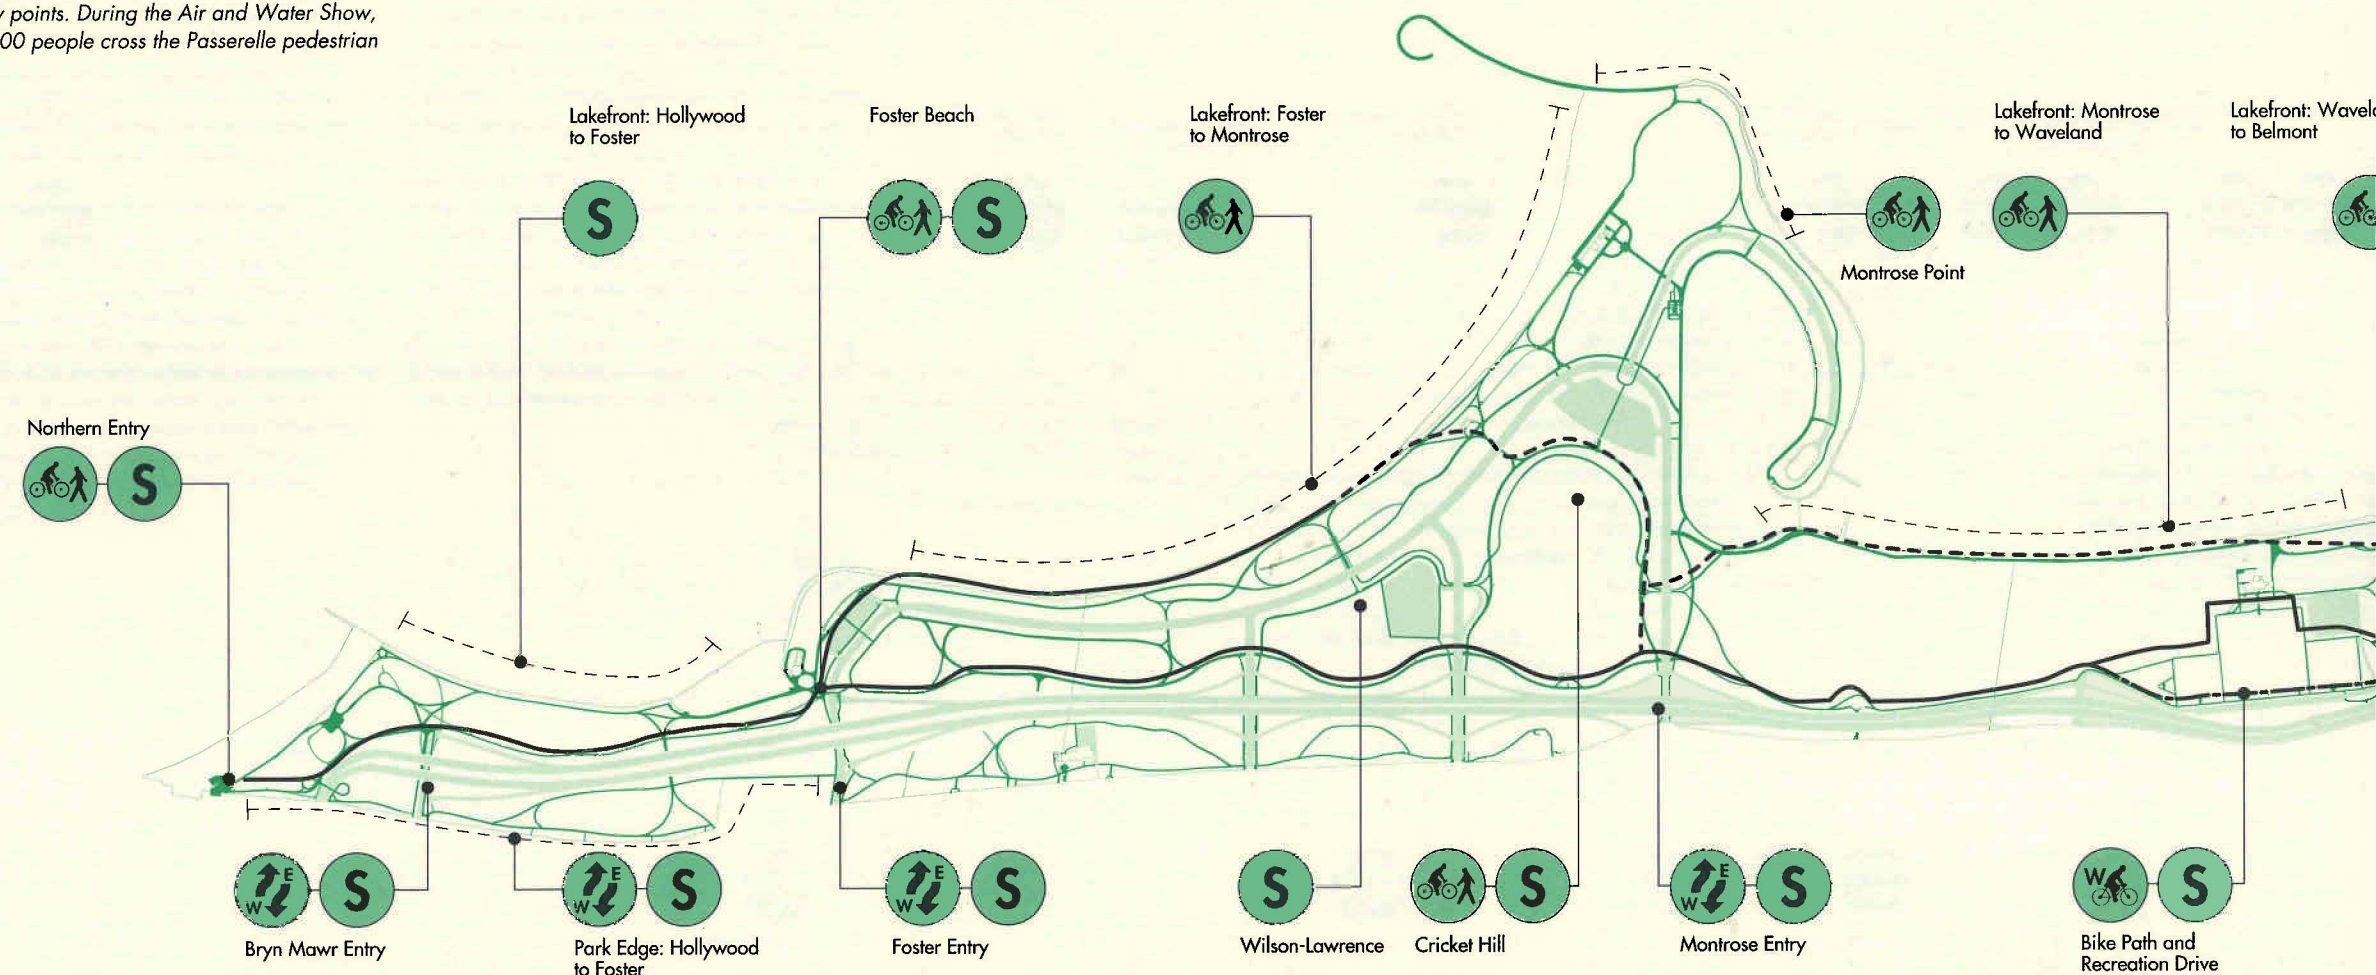 points. During the Air and Water Show,
00 people cross the Passerelle pedestrian
Lakefront: Hollywood
to Foster
Foster Beach
Lakefront: Foster
to Montrose
Lakefront: Montrose
to Waveland
Lakefront:
to Belmont
S
S
Montrose Point
Northern Entry
S
E
W
S
E
W
S
E
W
S
S
S
E
W
S
W
S
Bryn Mawr Entry
Park Edge: Hollywood
to Foster
Foster Entry
Wilson-Lawrence
Cricket Hill
Montrose Entry
Bike Path and
Recreation Drive